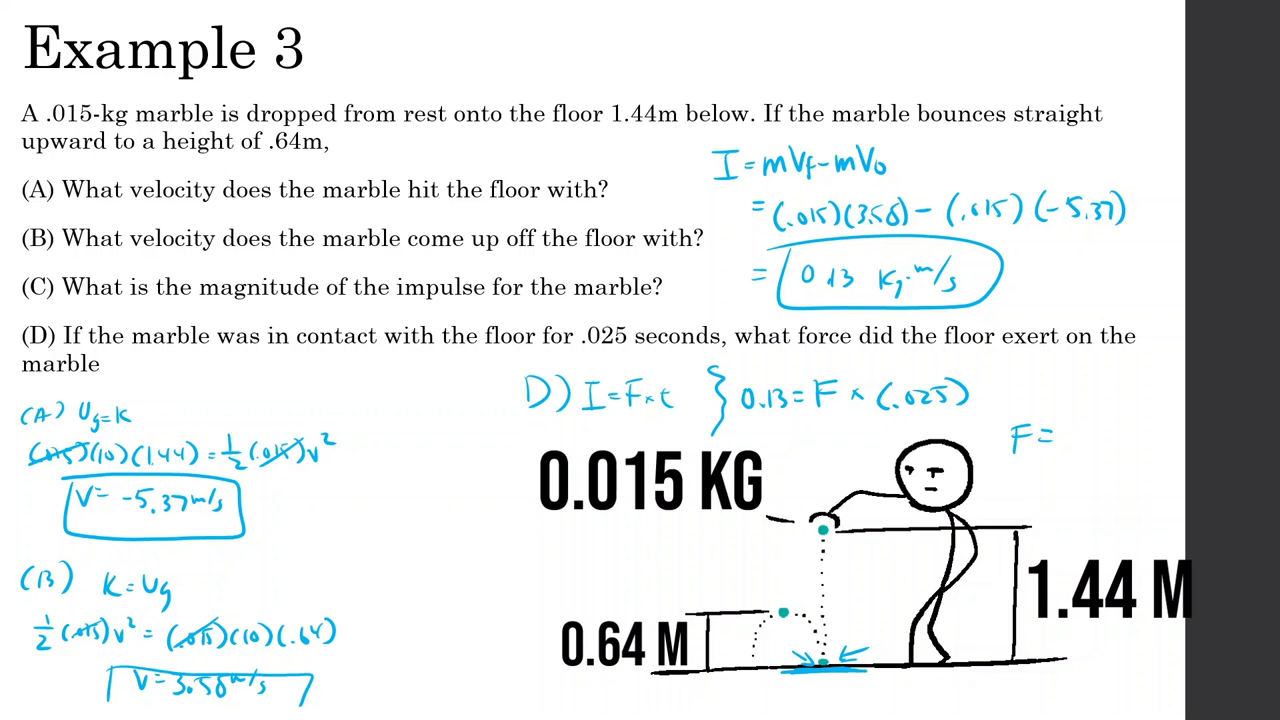 Example 3
A .015-kg marble is dropped from rest onto the floor 1.44m below. If the marble bounces straight
upward to a height of .64m,
(A) What velocity does the marble hit the floor with?
(B) What velocity does the marble come up off the floor with?
(C) What is the magnitude of the impulse for the marble?
(D) If the marble was in contact with the floor for .025 seconds, what force did the floor exert on the
marble
I = mVf - mV0
= (.015)(3.58) - (.015)(-5.37)
= 0.13 Kg·m/s
(A) Ug = K
(.015)(10)(1.44) = 1/2 (.015)v²
V = -5.37 m/s
(B) K = Ug
1/2 (.015)v² = (.015)(10)(.64)
V = 3.58 m/s
D) I = F×t } 0.13 = F × (.025)
F =
0.015 KG
1.44 M
0.64 M